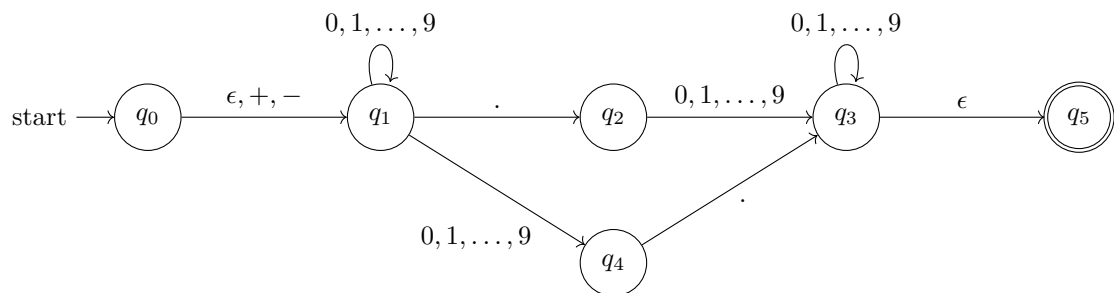 0, 1, . . . , 9 0, 1, . . . , 9
ϵ, +, − . 0, 1, . . . , 9 ϵ
start q0 q1 q2 q3 q5
0, 1, . . . , 9 .
q4